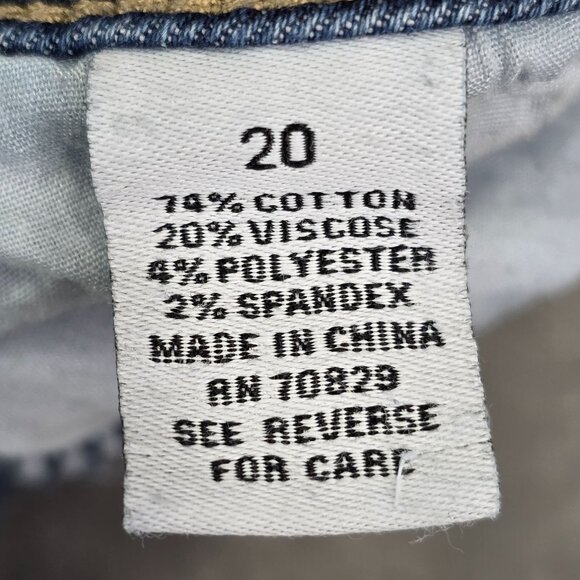 20
74% COTTON
20% VISCOSE
4% POLYESTER
2% SPANDEX
MADE IN CHINA
RN 70829
SEE REVERSE
FOR CARE